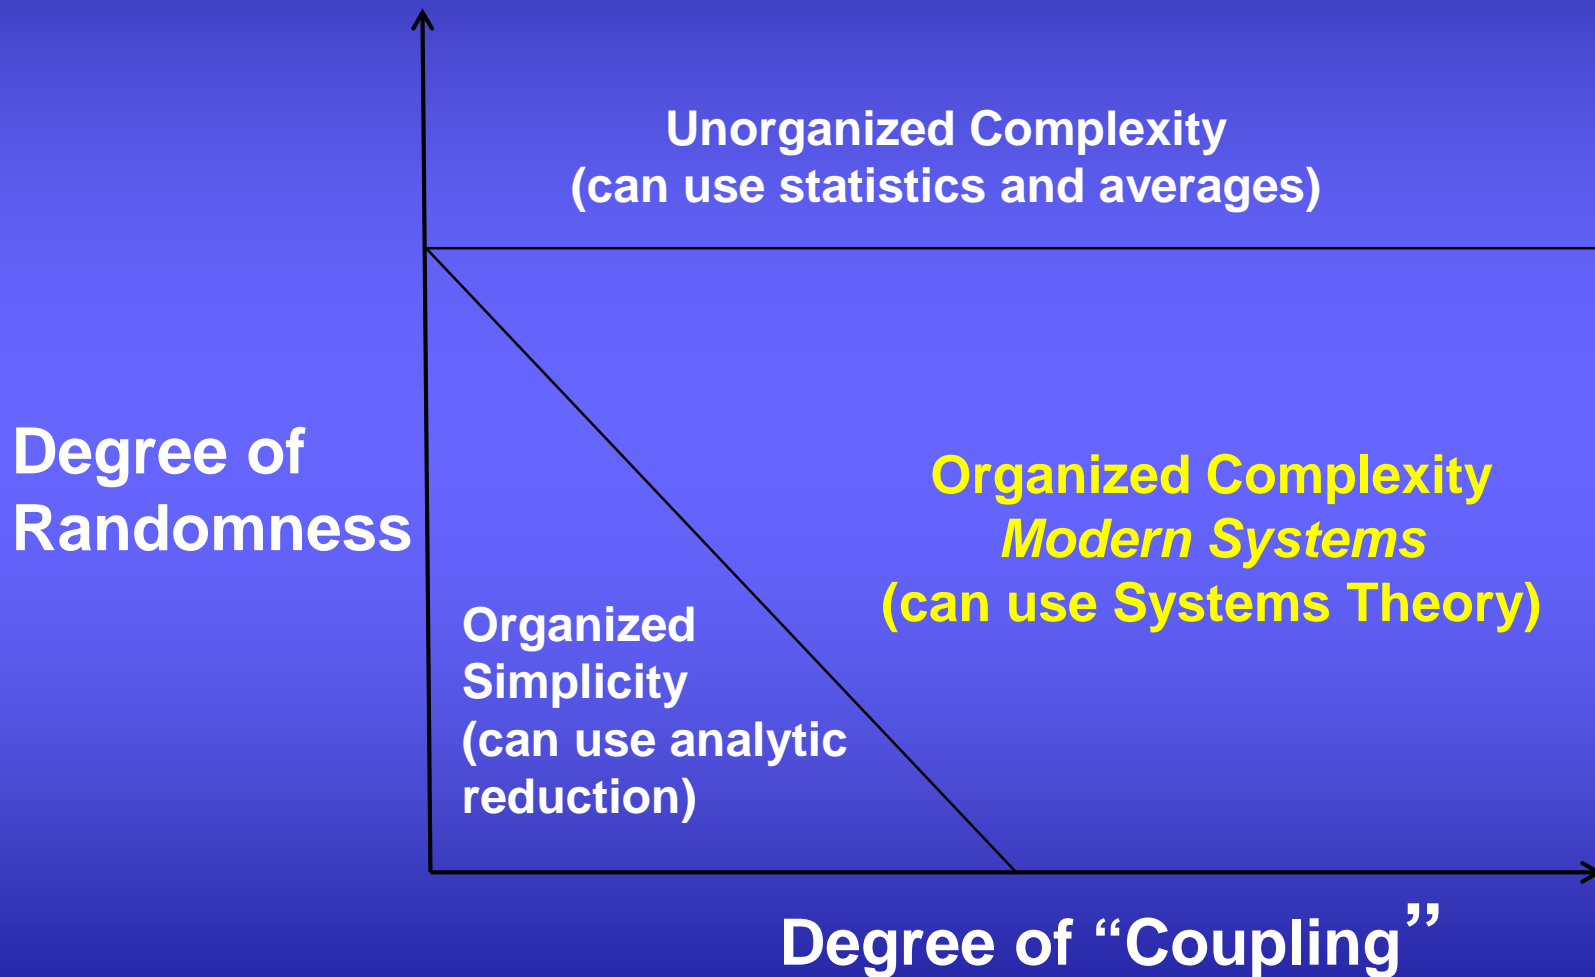 Unorganized Complexity
(can use statistics and averages)
Degree of
Randomness
Organized Complexity
Modern Systems
(can use Systems Theory)
Organized
Simplicity
(can use analytic
reduction)
Degree of “Coupling”